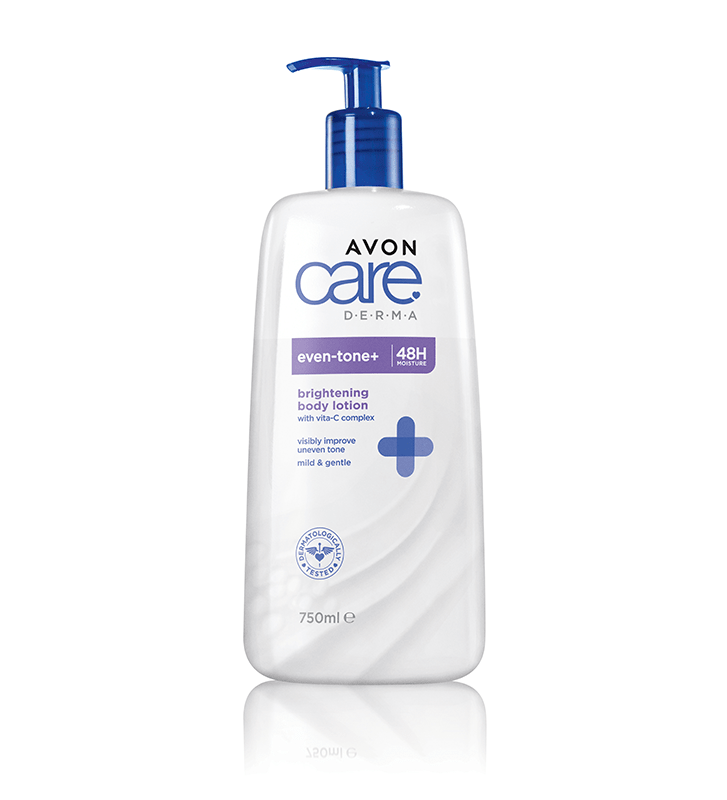 AVON
care
D·E·R·M·A
even-tone+ 48H
MOISTURE
brightening
body lotion
with vita-C complex
visibly improve
uneven tone
mild & gentle
DERMATOLOGICALLY
TESTED
750ml ℮
750ml ℮